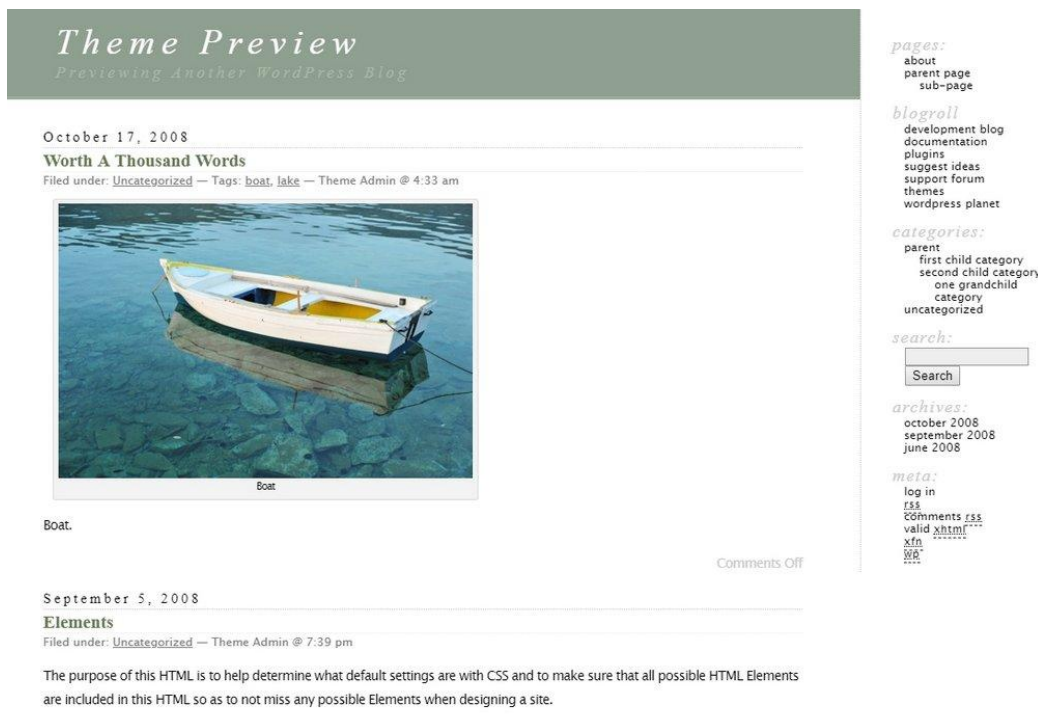 Theme Preview
Previewing Another WordPress Blog
October 17, 2008
Worth A Thousand Words
Filed under: Uncategorized — Tags: boat, lake — Theme Admin @ 4:33 am
Boat
Boat.
Comments Off
September 5, 2008
Elements
Filed under: Uncategorized — Theme Admin @ 7:39 pm
The purpose of this HTML is to help determine what default settings are with CSS and to make sure that all possible HTML Elements
are included in this HTML so as to not miss any possible Elements when designing a site.
pages:
about
parent page
sub-page
blogroll
development blog
documentation
plugins
suggest ideas
support forum
themes
wordpress planet
categories:
parent
first child category
second child category
one grandchild
category
uncategorized
search:
Search
archives:
october 2008
september 2008
june 2008
meta:
log in
rss
comments rss
valid xhtml
xfn
wp